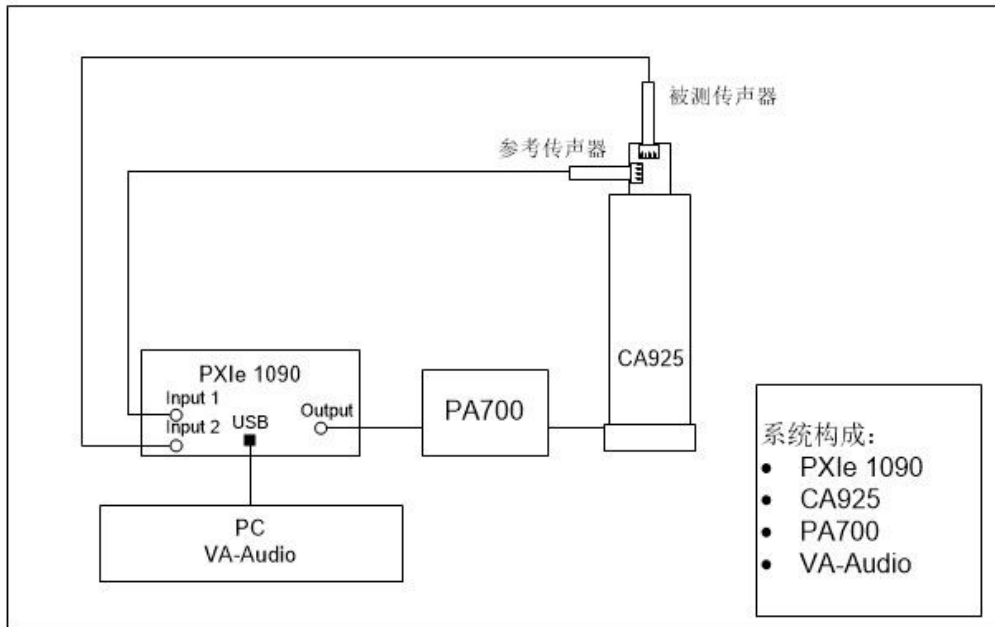 被测传声器
参考传声器
CA925
PXIe 1090
Input 1
Input 2
USB
Output
PA700
PC
VA-Audio
系统构成：
• PXIe 1090
• CA925
• PA700
• VA-Audio